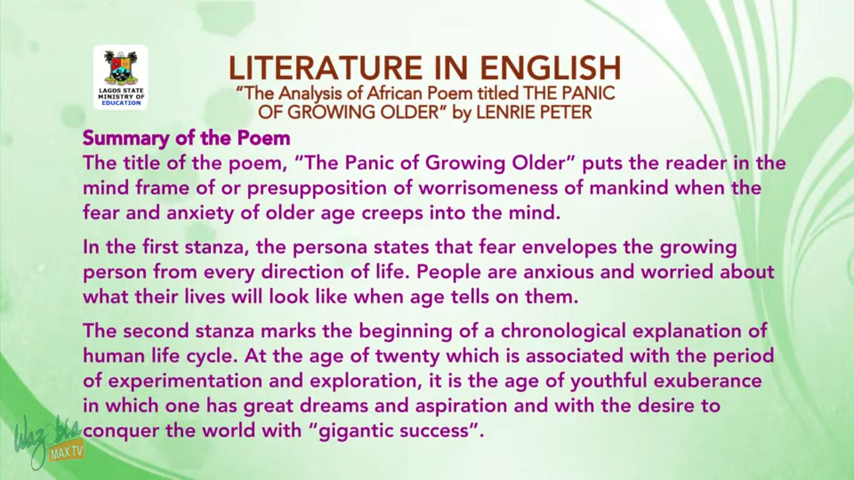 LAGOS STATE
MINISTRY OF
EDUCATION
LITERATURE IN ENGLISH
“The Analysis of African Poem titled THE PANIC
OF GROWING OLDER” by LENRIE PETER
Summary of the Poem
The title of the poem, “The Panic of Growing Older” puts the reader in the
mind frame of or presupposition of worrisomeness of mankind when the
fear and anxiety of older age creeps into the mind.
In the first stanza, the persona states that fear envelopes the growing
person from every direction of life. People are anxious and worried about
what their lives will look like when age tells on them.
The second stanza marks the beginning of a chronological explanation of
human life cycle. At the age of twenty which is associated with the period
of experimentation and exploration, it is the age of youthful exuberance
in which one has great dreams and aspiration and with the desire to
conquer the world with “gigantic success”.
Wazobia
MAX TV